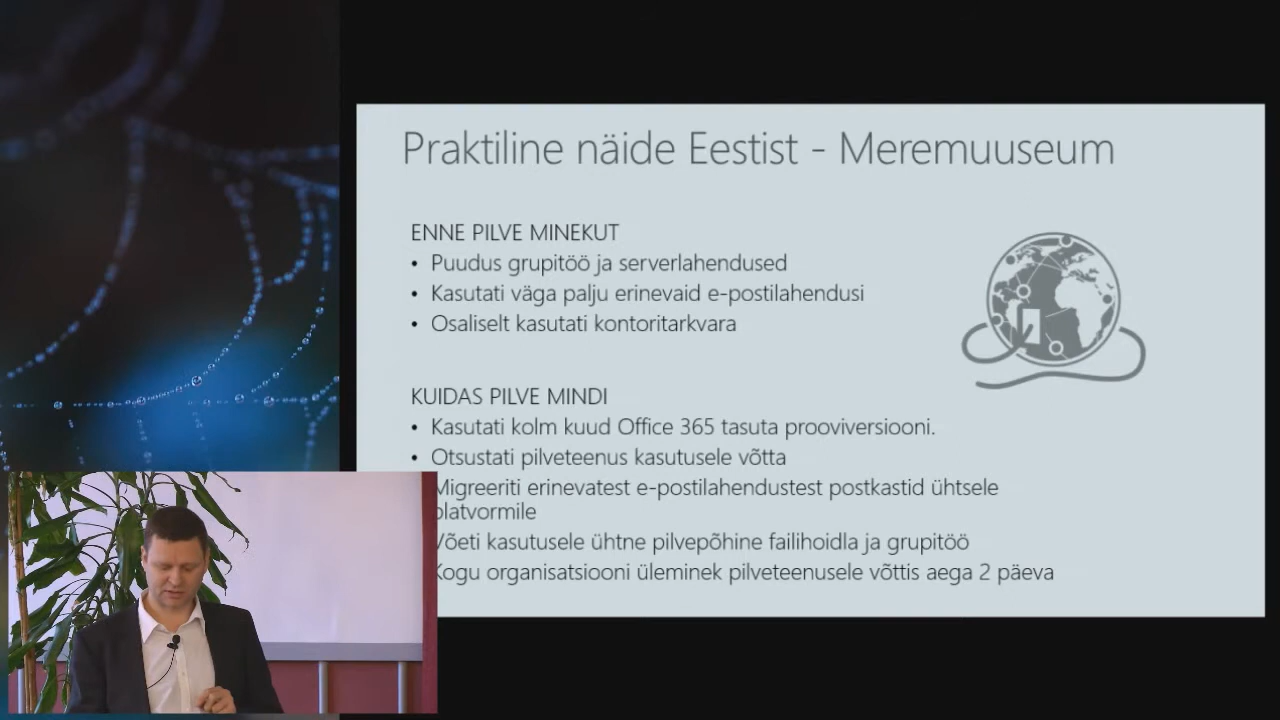 Praktiline näide Eestist - Meremuuseum
ENNE PILVE MINEKUT
• Puudus grupitöö ja serverlahendused
• Kasutati väga palju erinevaid e-postilahendusi
• Osaliselt kasutati kontoritarkvara
KUIDAS PILVE MINDI
• Kasutati kolm kuud Office 365 tasuta prooviversiooni.
• Otsustati pilveteenus kasutusele võtta
Migreeriti erinevatest e-postilahendustest postkastid ühtsele
platvormile
Võeti kasutusele ühtne pilvepõhine failihoidla ja grupitöö
Kogu organisatsiooni üleminek pilveteenusele võttis aega 2 päeva